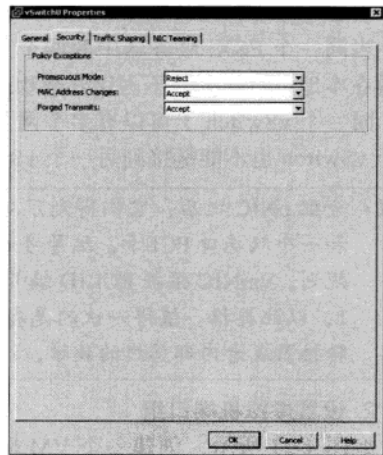 vSwitch0 Properties
General Security Traffic Shaping NIC Teaming
Policy Exceptions
Promiscuous Mode: Reject
MAC Address Changes: Accept
Forged Transmits: Accept
OK Cancel Help